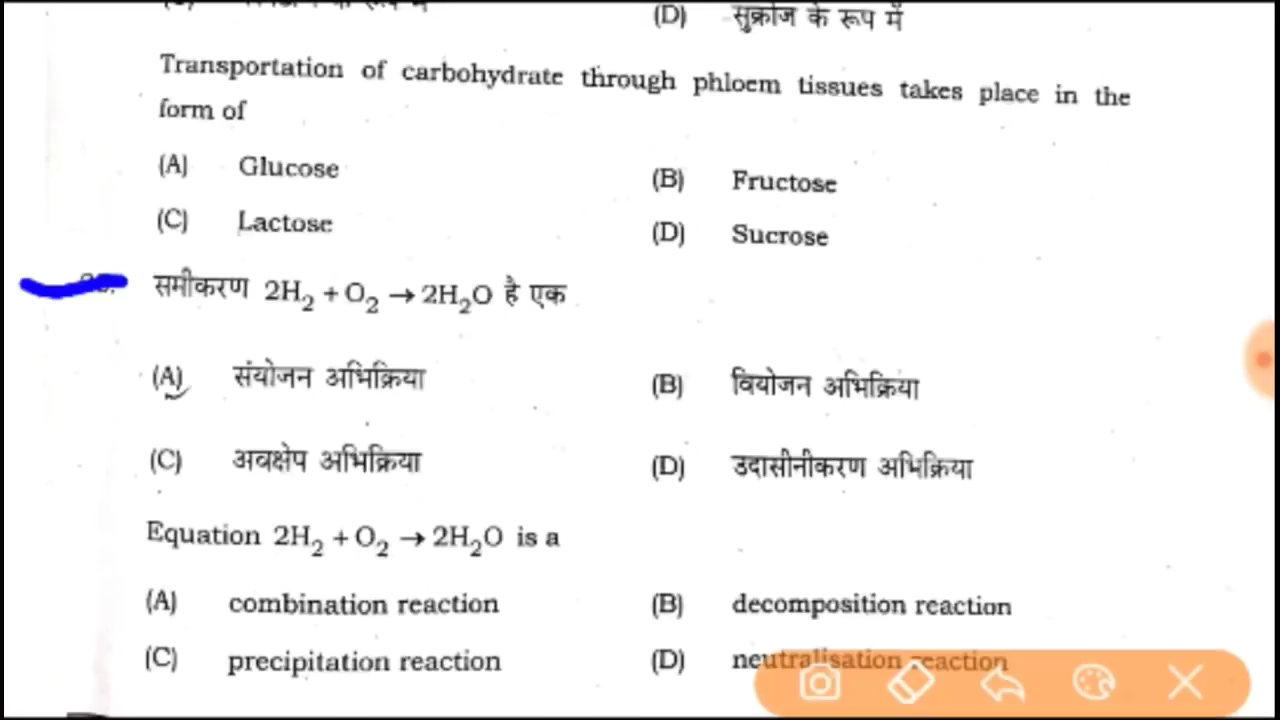 (D) सुक्रोज के रूप में
Transportation of carbohydrate through phloem tissues takes place in the
form of
(A) Glucose (B) Fructose
(C) Lactose (D) Sucrose
समीकरण 2H₂ + O₂ → 2H₂O है एक
(A) संयोजन अभिक्रिया (B) वियोजन अभिक्रिया
(C) अवक्षेप अभिक्रिया (D) उदासीनीकरण अभिक्रिया
Equation 2H₂ + O₂ → 2H₂O is a
(A) combination reaction (B) decomposition reaction
(C) precipitation reaction (D) neutralisation reaction